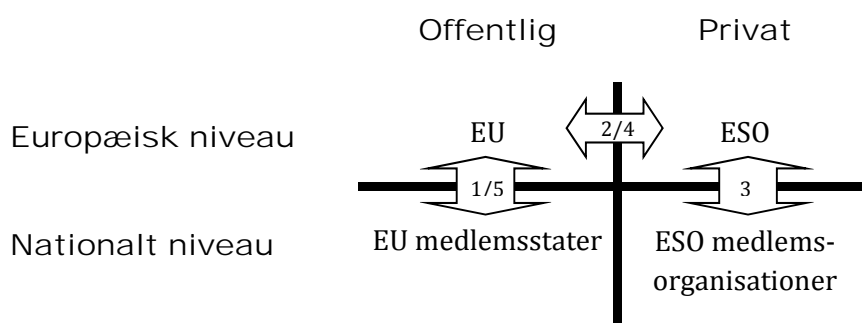 Offentlig Privat
Europæisk niveau EU 2/4 ESO
1/5 3
Nationalt niveau EU medlemsstater ESO medlems-
organisationer